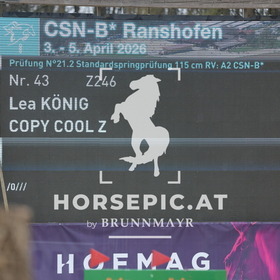 CSN-B* Ranshofen
3. - 5. April 2026
Prüfung N°21.2 Standardspringprüfung 115 cm RV: A2 CSN-B*
Nr. 43 Z246
Lea KÖNIG
COPY COOL Z
/0///
HORSEPIC.AT
by BRUNNMAYR
HOFMAG